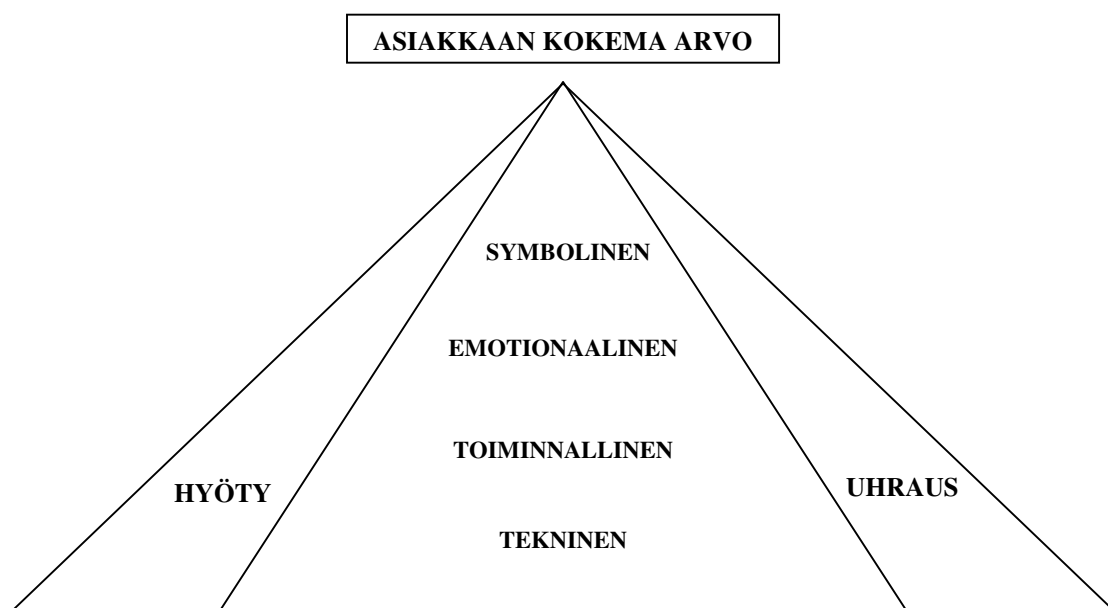 ASIAKKAAN KOKEMA ARVO
SYMBOLINEN
EMOTIONAALINEN
TOIMINNALLINEN
HYÖTY
UHRAUS
TEKNINEN